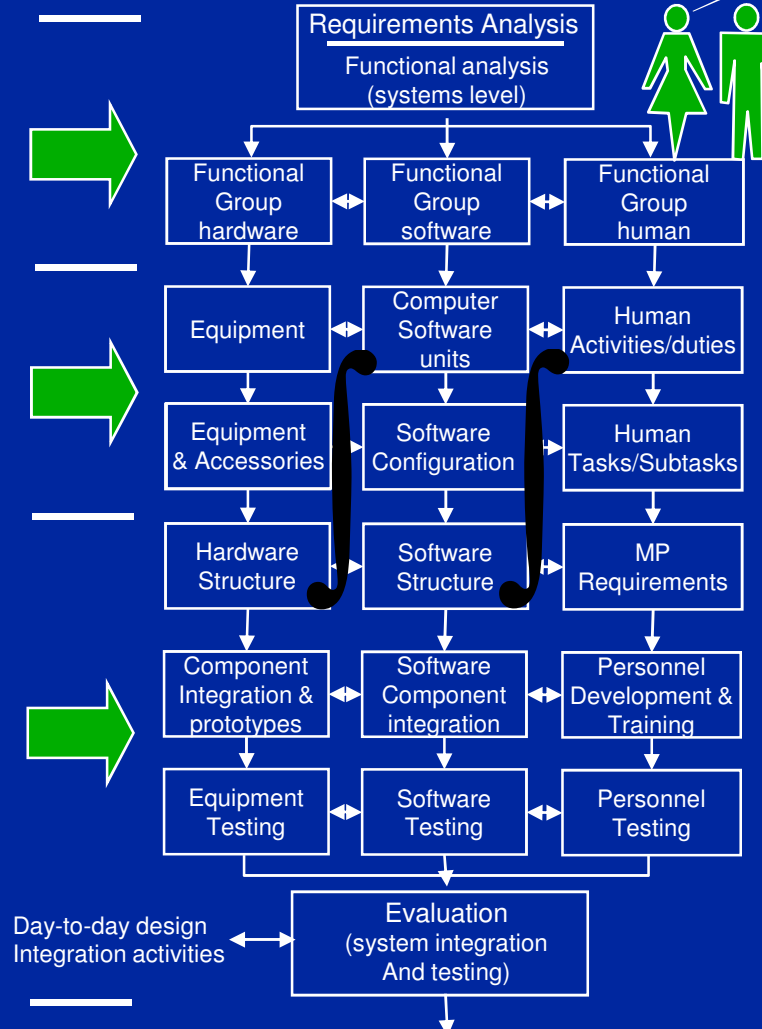 Requirements Analysis
Functional analysis
(systems level)
Functional
Group
hardware
Functional
Group
software
Functional
Group
human
Equipment
Computer
Software
units
Human
Activities/duties
Equipment
& Accessories
Software
Configuration
Human
Tasks/Subtasks
Hardware
Structure
Software
Structure
MP
Requirements
Component
Integration &
prototypes
Software
Component
integration
Personnel
Development &
Training
Equipment
Testing
Software
Testing
Personnel
Testing
Evaluation
(system integration
And testing)
Day-to-day design
Integration activities